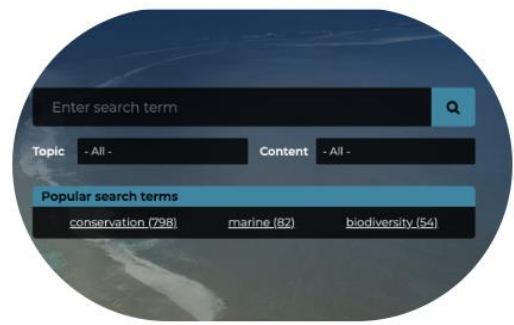 Enter search term
Topic - All - Content - All -
Popular search terms
conservation (798) marine (82) biodiversity (54)